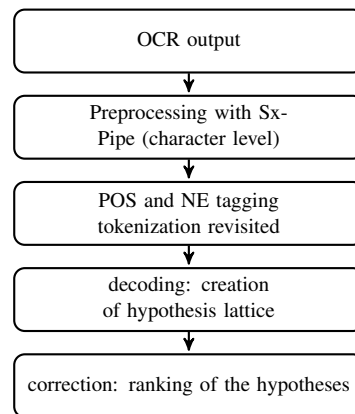 OCR output
Preprocessing with Sx-
Pipe (character level)
POS and NE tagging
tokenization revisited
decoding: creation
of hypothesis lattice
correction: ranking of the hypotheses